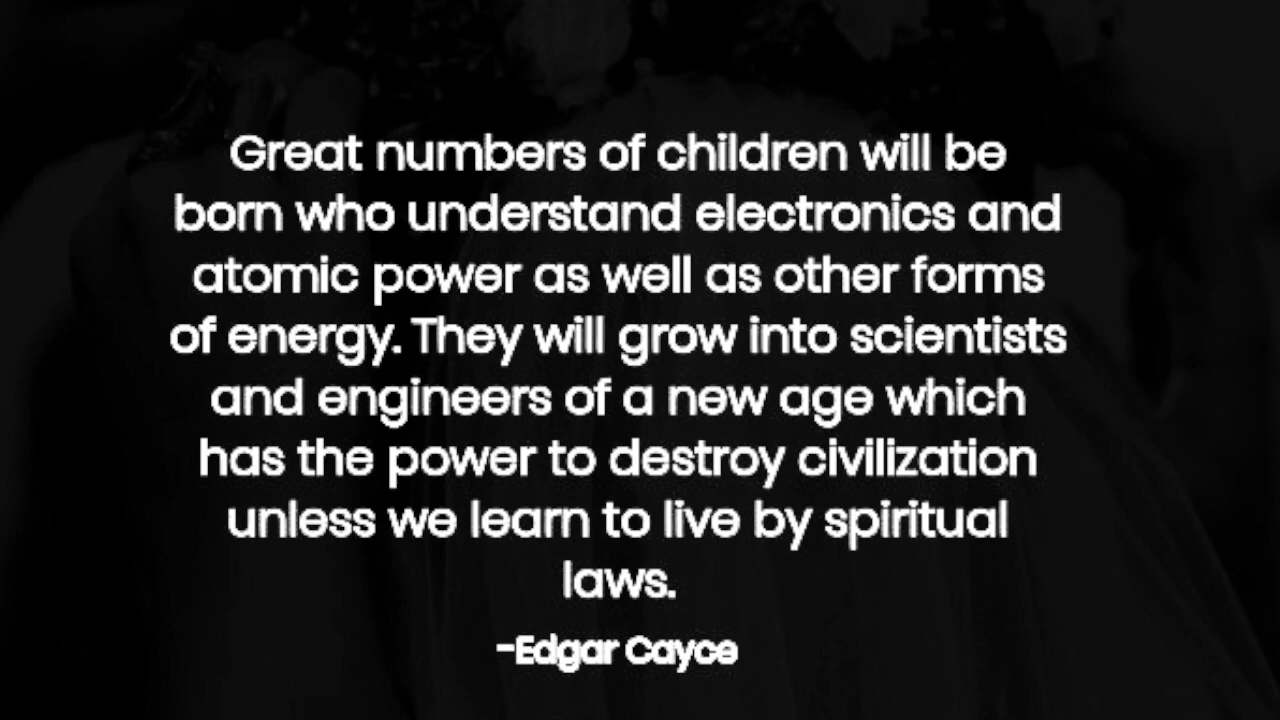 Great numbers of children will be
born who understand electronics and
atomic power as well as other forms
of energy. They will grow into scientists
and engineers of a new age which
has the power to destroy civilization
unless we learn to live by spiritual
laws.
-Edgar Cayce